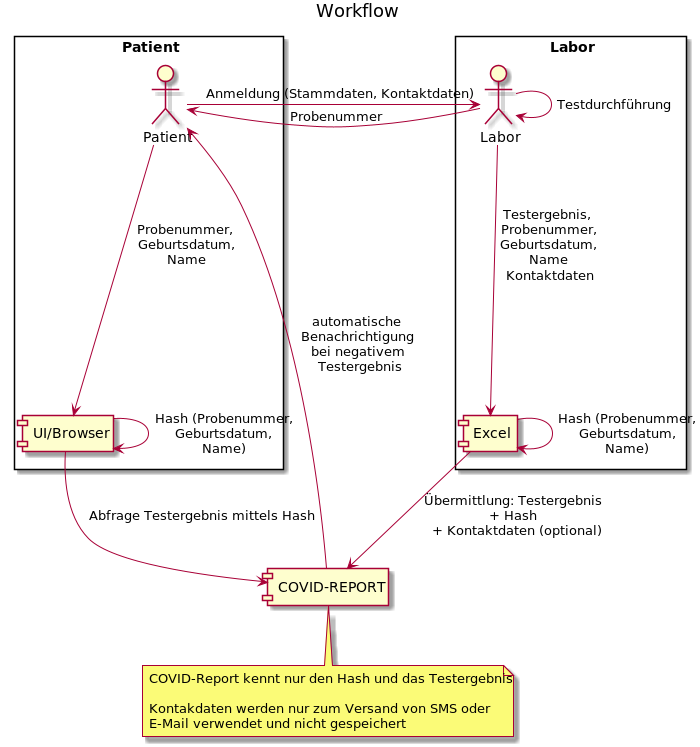 Workflow
Patient
Labor
Anmeldung (Stammdaten, Kontaktdaten)
Probenummer
Testdurchführung
Patient
Labor
Probenummer,
Geburtsdatum,
Name
Testergebnis,
Probenummer,
Geburtsdatum,
Name
Kontaktdaten
automatische
Benachrichtigung
bei negativem
Testergebnis
UI/Browser
Hash (Probenummer,
Geburtsdatum,
Name)
Excel
Hash (Probenummer,
Geburtsdatum,
Name)
Abfrage Testergebnis mittels Hash
Übermittlung: Testergebnis
+ Hash
+ Kontaktdaten (optional)
COVID-REPORT
COVID-Report kennt nur den Hash und das Testergebnis
Kontakdaten werden nur zum Versand von SMS oder
E-Mail verwendet und nicht gespeichert